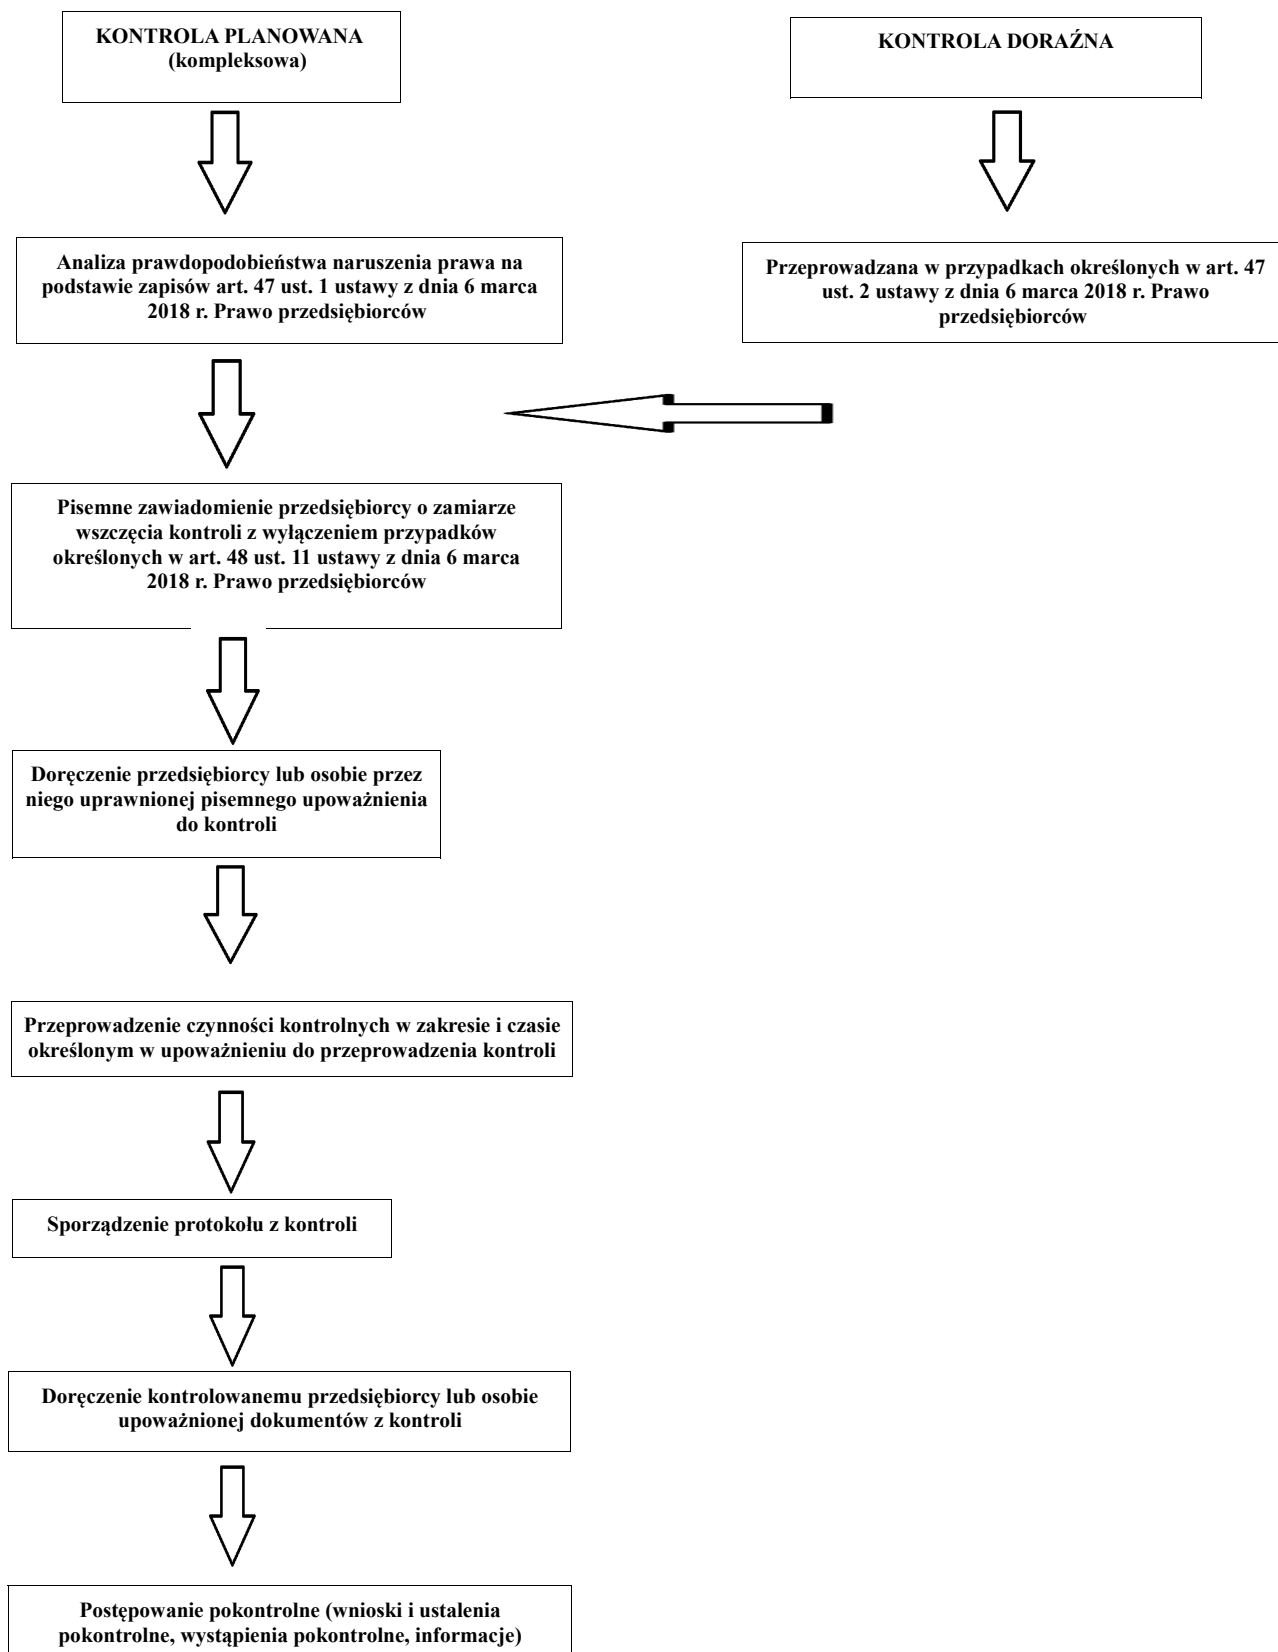 KONTROLA PLANOWANA
(kompleksowa)
KONTROLA DORAŹNA
Analiza prawdopodobieństwa naruszenia prawa na
podstawie zapisów art. 47 ust. 1 ustawy z dnia 6 marca
2018 r. Prawo przedsiębiorców
Przeprowadzana w przypadkach określonych w art. 47
ust. 2 ustawy z dnia 6 marca 2018 r. Prawo
przedsiębiorców
Pisemne zawiadomienie przedsiębiorcy o zamiarze
wszczęcia kontroli z wyłączeniem przypadków
określonych w art. 48 ust. 11 ustawy z dnia 6 marca
2018 r. Prawo przedsiębiorców
Doręczenie przedsiębiorcy lub osobie przez
niego uprawnionej pisemnego upoważnienia
do kontroli
Przeprowadzenie czynności kontrolnych w zakresie i czasie
określonym w upoważnieniu do przeprowadzenia kontroli
Sporządzenie protokołu z kontroli
Doręczenie kontrolowanemu przedsiębiorcy lub osobie
upoważnionej dokumentów z kontroli
Postępowanie pokontrolne (wnioski i ustalenia
pokontrolne, wystąpienia pokontrolne, informacje)